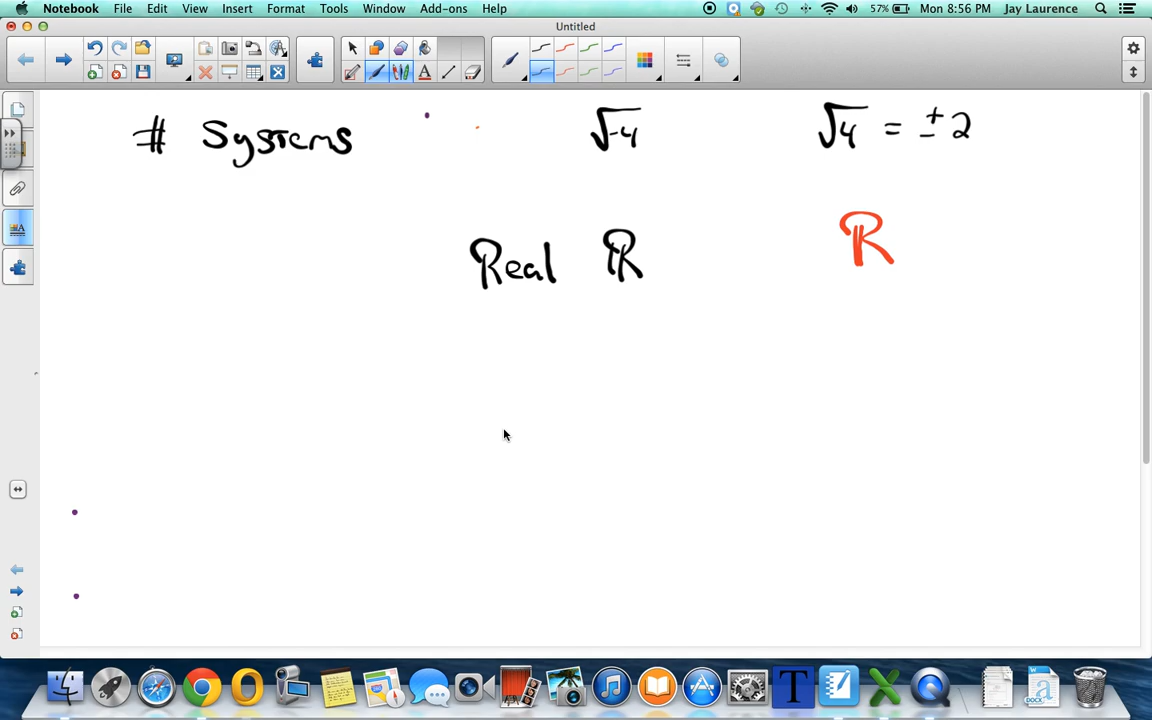 Notebook File Edit View Insert Format Tools Window Add-ons Help 57% Mon 8:56 PM Jay Laurence
Untitled
# Systems √-4 √4 = ± 2
Real ℝ ℝ